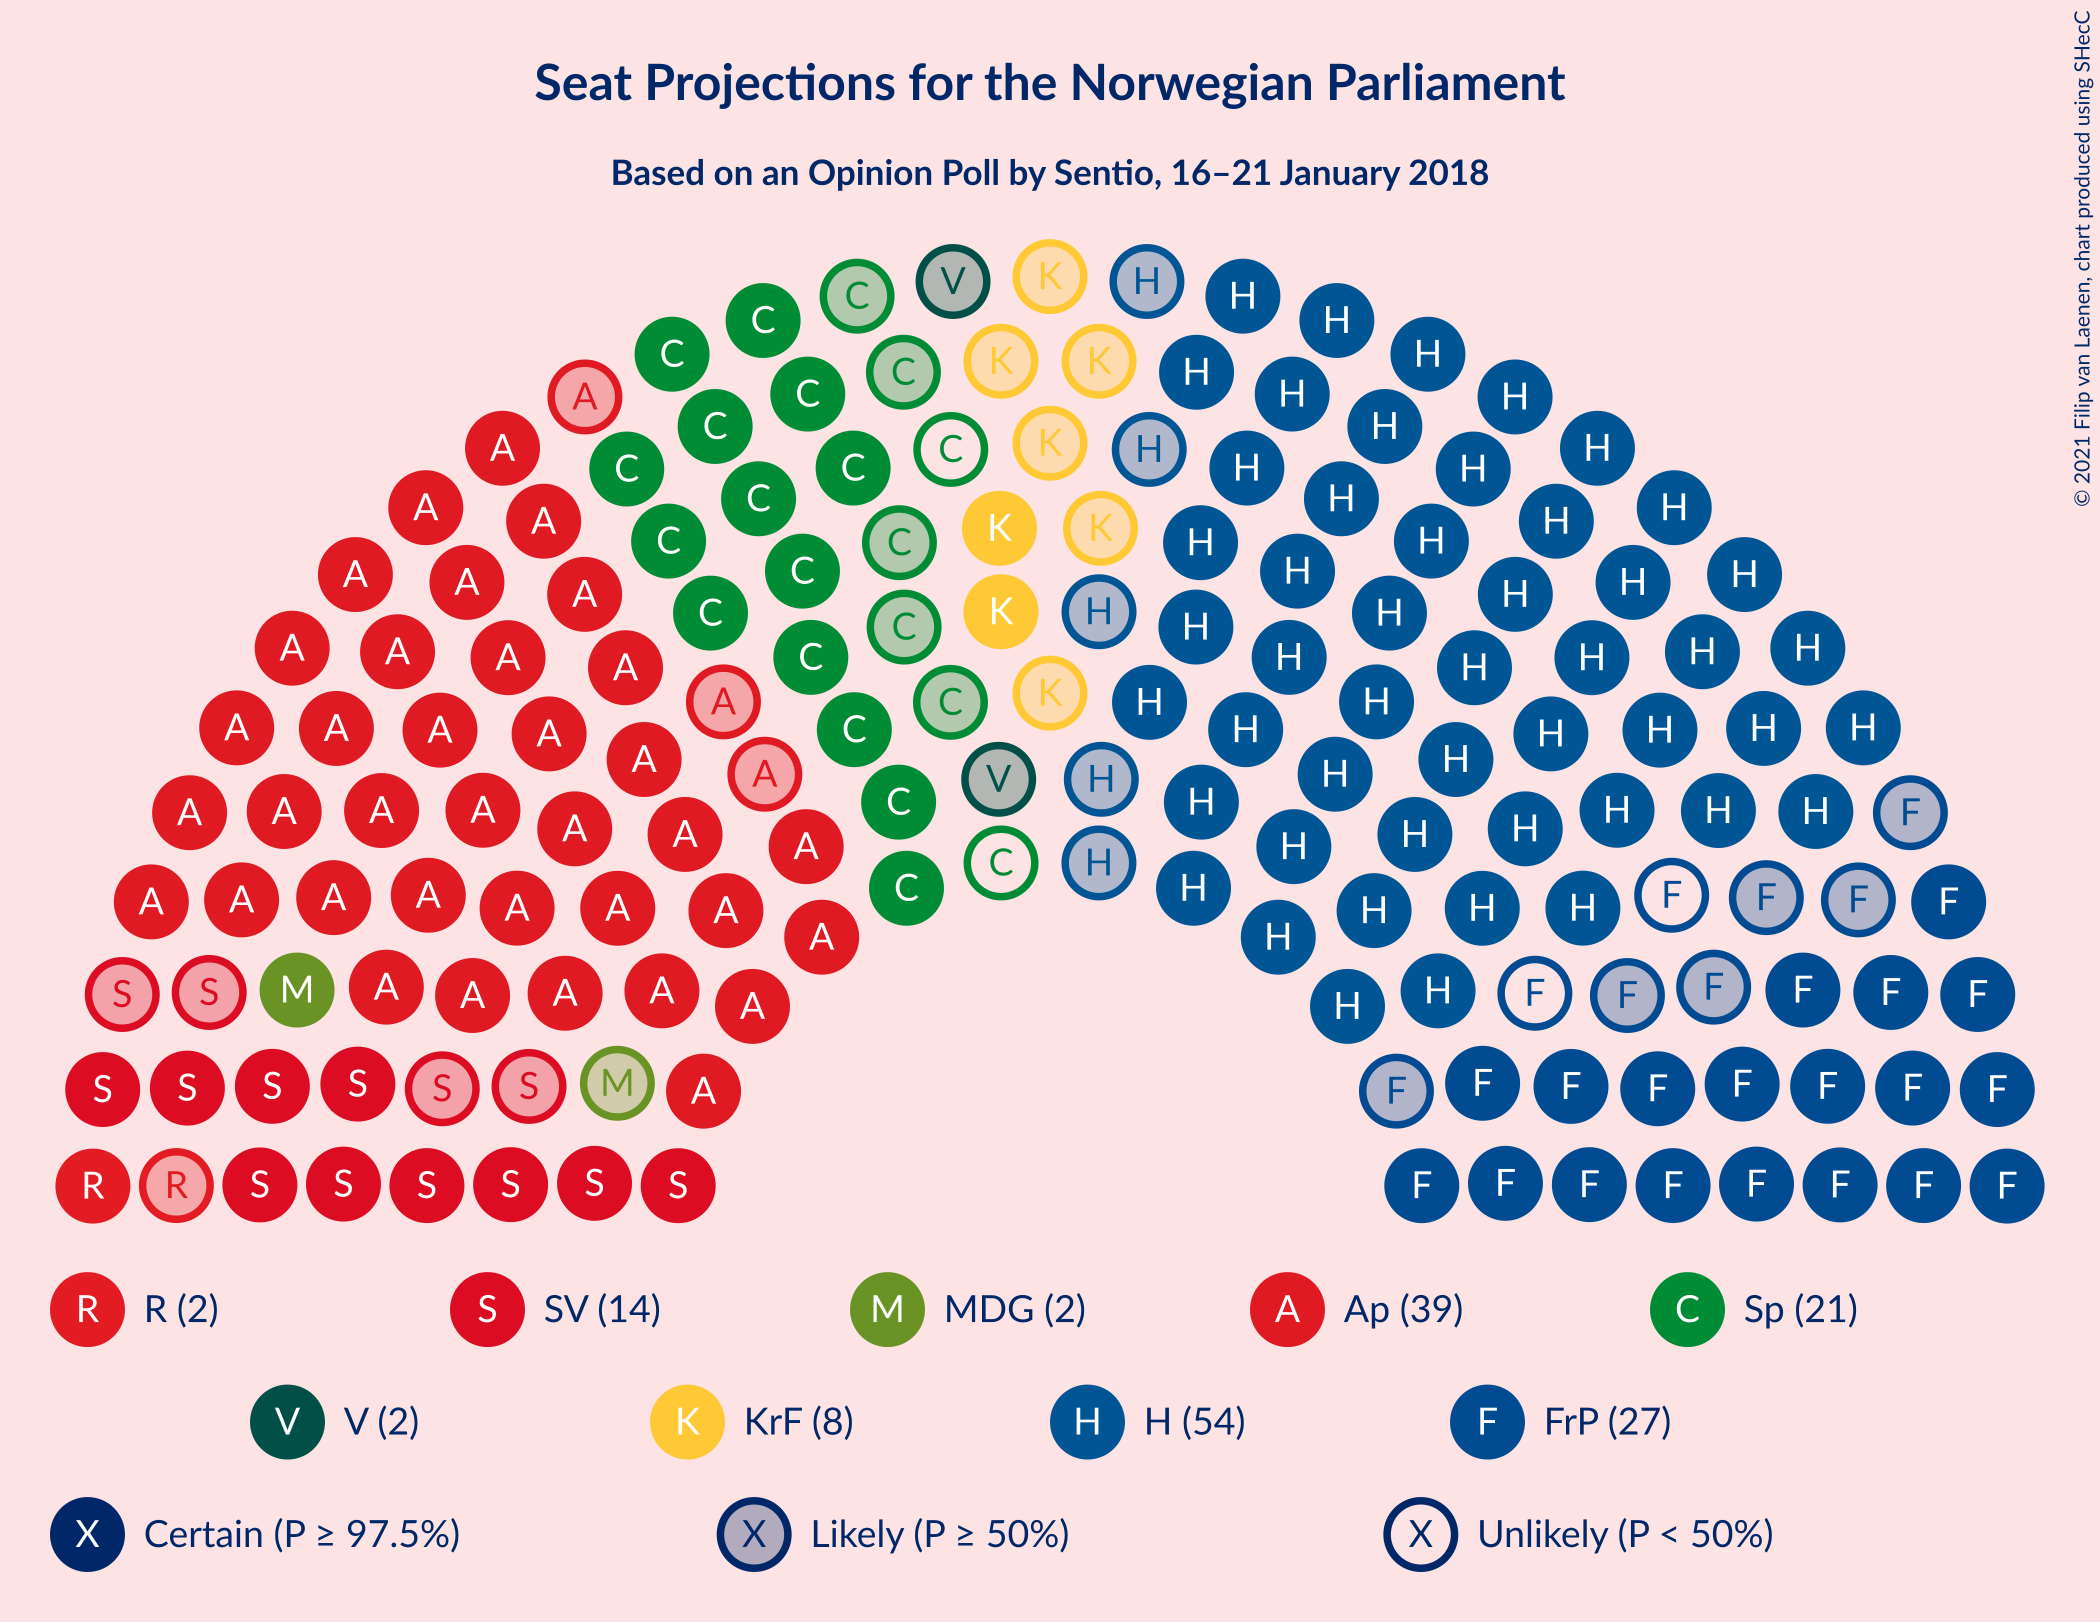 Seat Projections for the Norwegian Parliament
Based on an Opinion Poll by Sentio, 16–21 January 2018
© 2021 Filip van Laenen, chart produced using SHecC
C V K H
C C H H
C K K H
A C C H H H
A C C K H H H
A C C C H H H H
A A C C K K H H H H
A A C C C H H H H H
A A A C C K H H H H H H
A A A A C C K H H H H H H H
A A A A A C C K H H H H H H H H
A A A A A A A C V H H H H H H H H H
A A A A A A A C H H H H H H H F
A A A A A A A A C C H H H H H H F F F F
S S M A A A A A H H F F F F F F
S S S S S S M A F F F F F F F F
R R S S S S S S F F F F F F F F
R R (2) S SV (14) M MDG (2) A Ap (39) C Sp (21)
V V (2) K KrF (8) H H (54) F FrP (27)
X Certain (P ≥ 97.5%) X Likely (P ≥ 50%) X Unlikely (P < 50%)